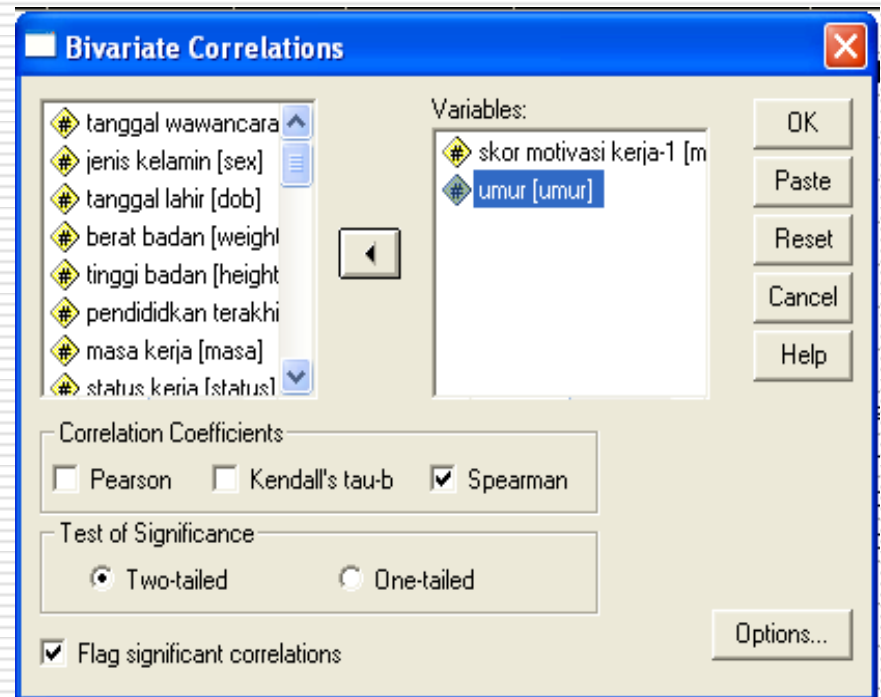 Bivariate Correlations
tanggal wawancara
jenis kelamin [sex]
tanggal lahir [dob]
berat badan [weight
tinggi badan [height
pendididkan terakhi
masa kerja [masa]
status kerja [status]
Variables:
skor motivasi kerja-1 [m
umur [umur]
OK
Paste
Reset
Cancel
Help
Correlation Coefficients
Pearson Kendall's tau-b Spearman
Test of Significance
Two-tailed One-tailed
Flag significant correlations
Options...